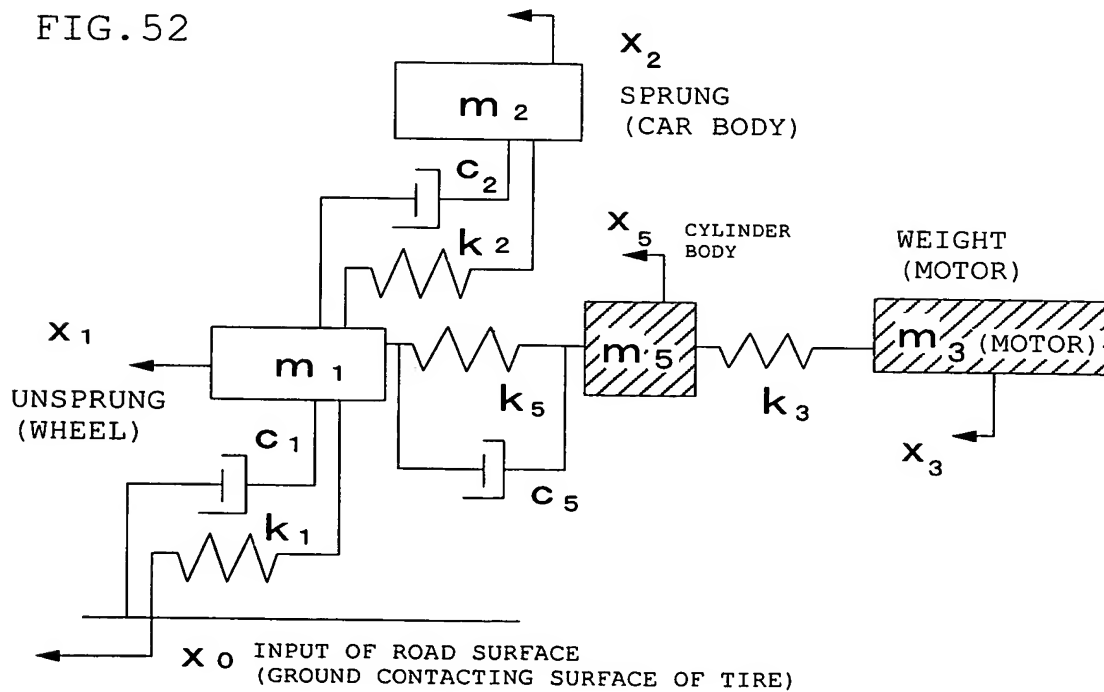 FIG.52
x2
SPRUNG
(CAR BODY)
m2
c2
k2
x5
CYLINDER
BODY
WEIGHT
(MOTOR)
x1
UNSPRUNG
(WHEEL)
m1
k5
m5
k3
m3 (MOTOR)
x3
c5
c1
k1
x0
INPUT OF ROAD SURFACE
(GROUND CONTACTING SURFACE OF TIRE)